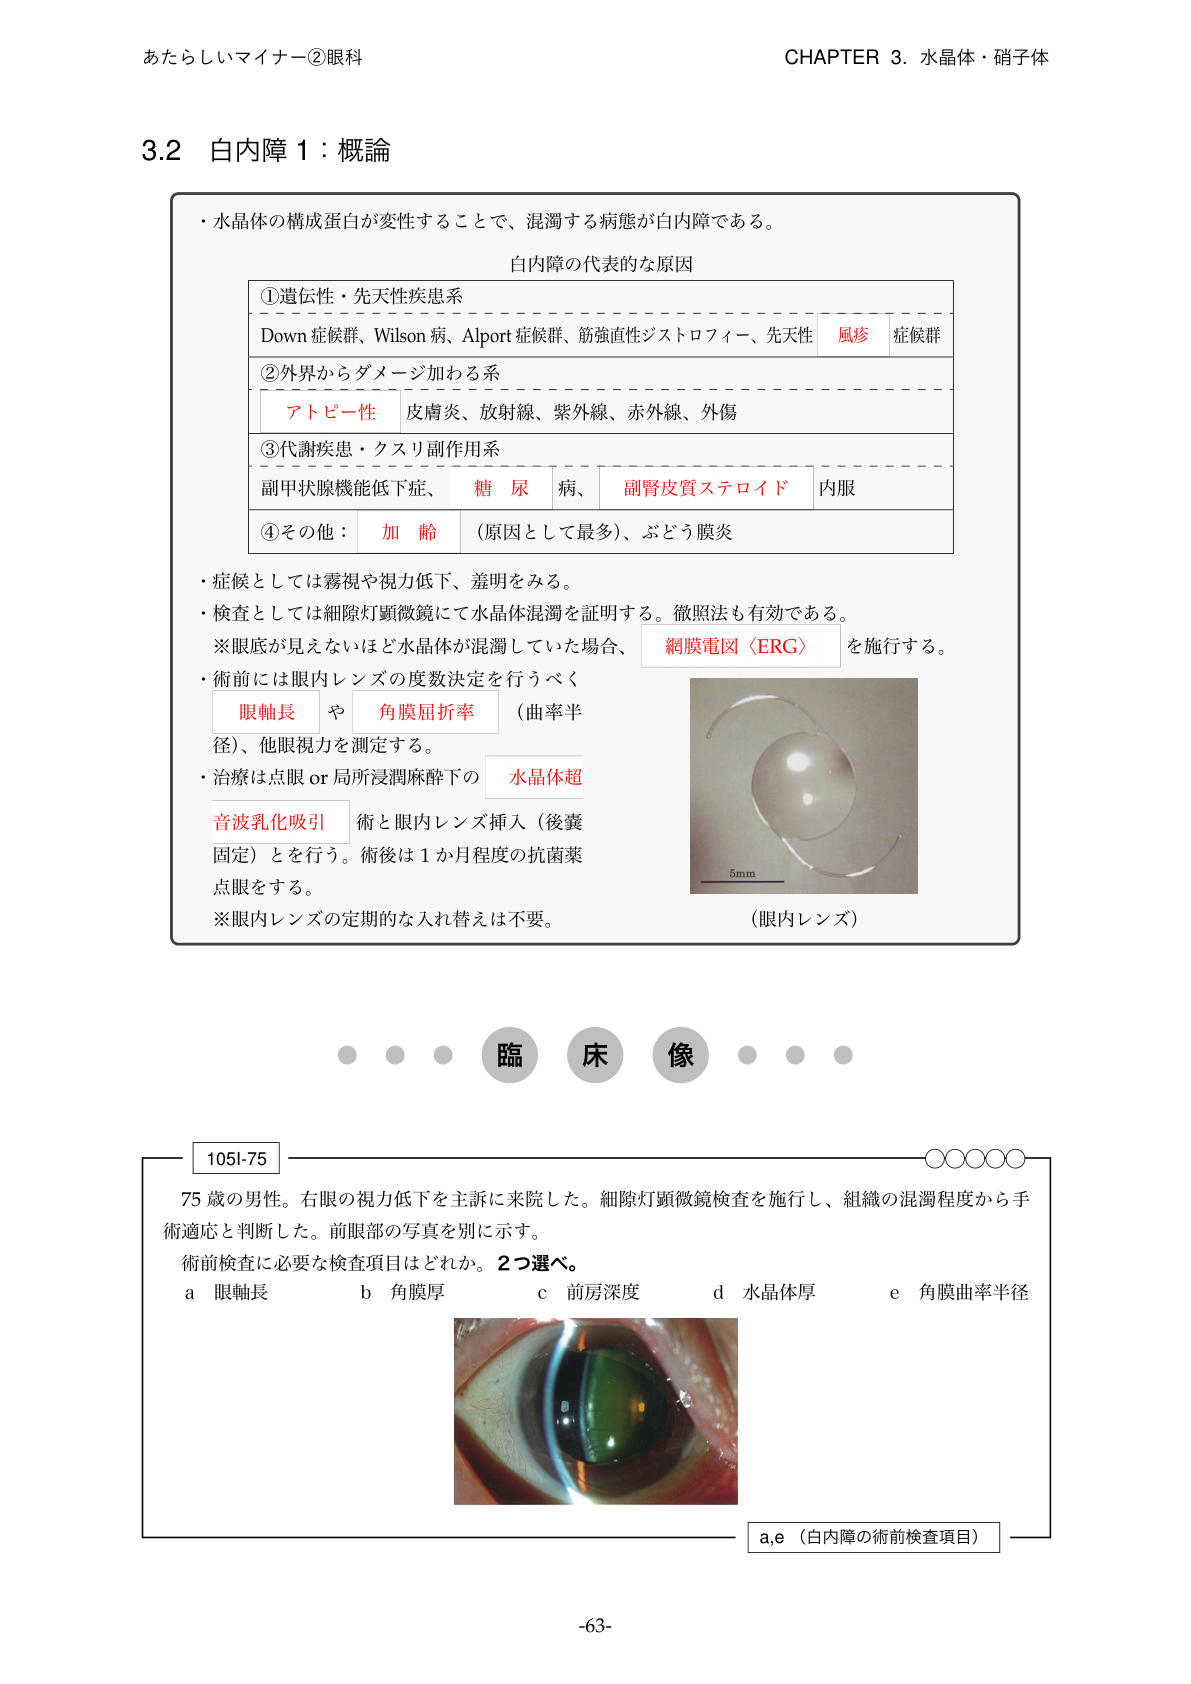 あたらしいマイナー②眼科
CHAPTER 3. 水晶体・硝子体
3.2 白内障 1：概論
・水晶体の構成蛋白が変性することで、混濁する病態が白内障である。
白内障の代表的な原因
①遺伝性・先天性疾患系
Down 症候群、Wilson 病、Alport 症候群、筋強直性ジストロフィー、先天性 風疹 症候群
②外界からダメージ加わる系
アトピー性 皮膚炎、放射線、紫外線、赤外線、外傷
③代謝疾患・クスリ副作用系
副甲状腺機能低下症、 糖 尿 病、 副腎皮質ステロイド 内服
④その他： 加 齢 （原因として最多）、ぶどう膜炎
・症候としては霧視や視力低下、羞明をみる。
・検査としては細隙灯顕微鏡にて水晶体混濁を証明する。徹照法も有効である。
※眼底が見えないほど水晶体が混濁していた場合、 網膜電図〈ERG〉 を施行する。
・術前には眼内レンズの度数決定を行うべく
眼軸長 や 角膜屈折率 （曲率半
径）、他眼視力を測定する。
・治療は点眼 or 局所浸潤麻酔下の 水晶体超
音波乳化吸引 術と眼内レンズ挿入（後嚢
固定）とを行う。術後は 1 か月程度の抗菌薬
点眼をする。
※眼内レンズの定期的な入れ替えは不要。
5mm
（眼内レンズ）
臨 床 像
105I-75
75 歳の男性。右眼の視力低下を主訴に来院した。細隙灯顕微鏡検査を施行し、組織の混濁程度から手
術適応と判断した。前眼部の写真を別に示す。
術前検査に必要な検査項目はどれか。2つ選べ。
a 眼軸長 b 角膜厚 c 前房深度 d 水晶体厚 e 角膜曲率半径
a,e （白内障の術前検査項目）
-63-